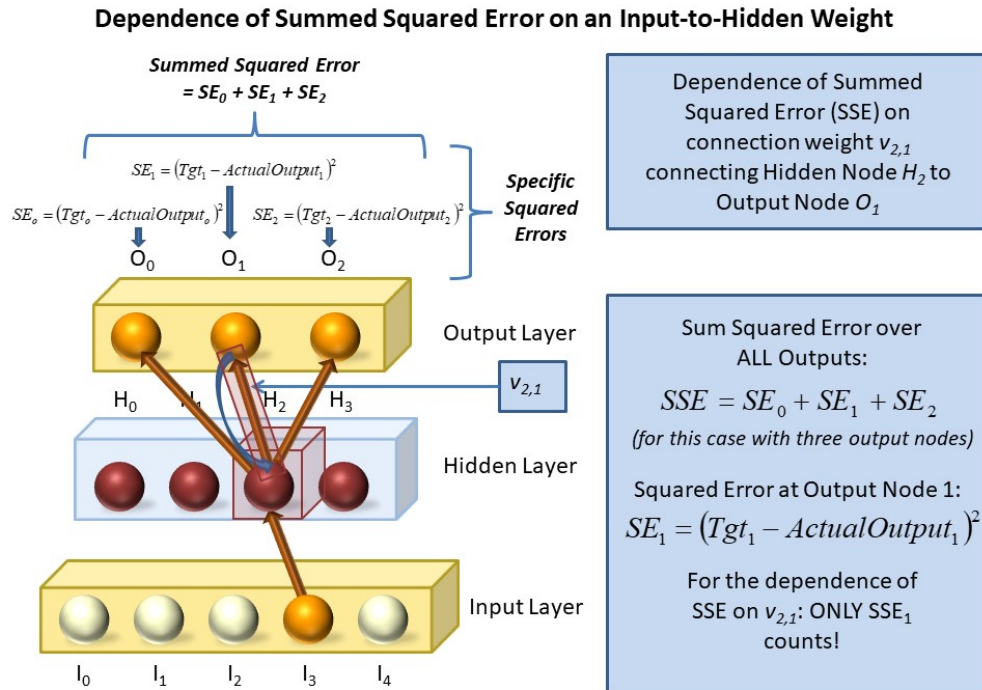 Dependence of Summed Squared Error on an Input-to-Hidden Weight
Summed Squared Error
= SE₀ + SE₁ + SE₂
SE₁ = (Tgt₁ − ActualOutput₁)²
SEₒ = (Tgtₒ − ActualOutputₒ)²
SE₂ = (Tgt₂ − ActualOutput₂)²
Specific
Squared
Errors
O₀ O₁ O₂
Output Layer
v₂,₁
H₀ H₁ H₂ H₃
Hidden Layer
Input Layer
I₀ I₁ I₂ I₃ I₄
Dependence of Summed
Squared Error (SSE) on
connection weight v₂,₁
connecting Hidden Node H₂ to
Output Node O₁
Sum Squared Error over
ALL Outputs:
SSE = SE₀ + SE₁ + SE₂
(for this case with three output nodes)
Squared Error at Output Node 1:
SE₁ = (Tgt₁ − ActualOutput₁)²
For the dependence of
SSE on v₂,₁: ONLY SSE₁
counts!